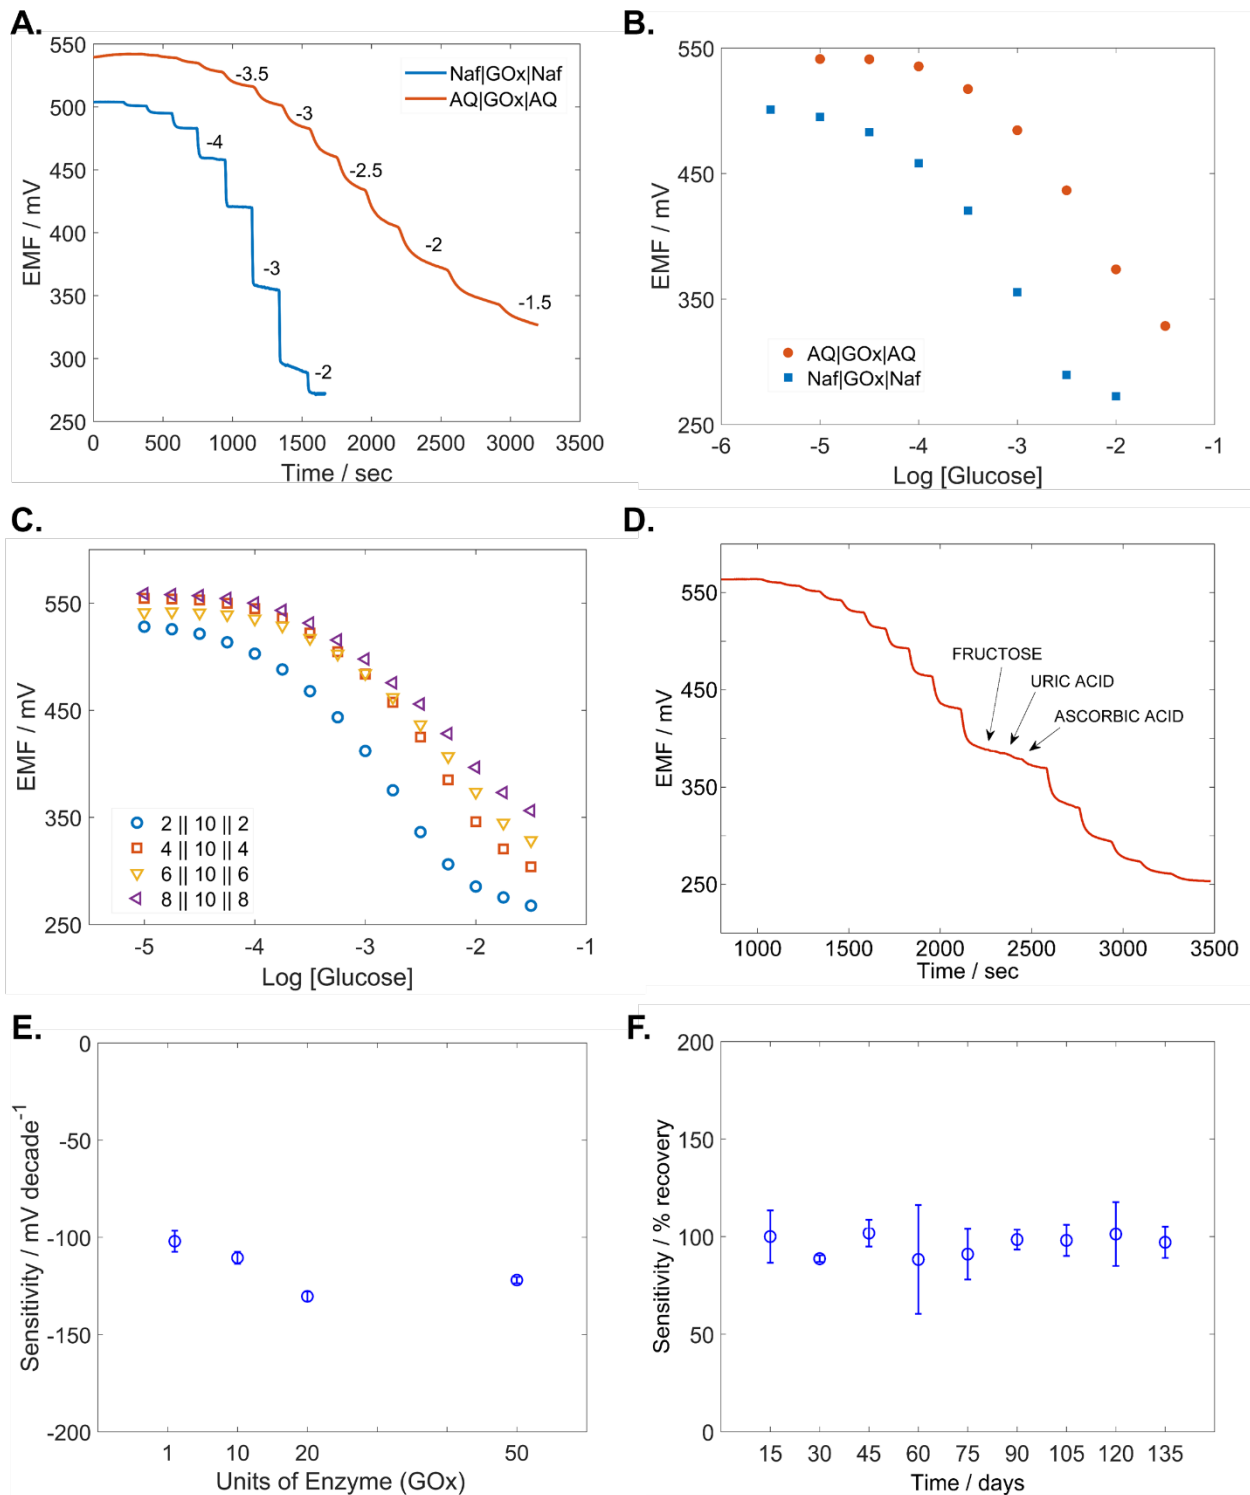 A.
550
500
450
400
350
300
250
EMF / mV
0 500 1000 1500 2000 2500 3000 3500
Time / sec
Naf|GOx|Naf
AQ|GOx|AQ
-3.5
-3
-4
-2.5
-2
-3
-1.5
-2
B.
550
450
350
250
EMF / mV
-6 -5 -4 -3 -2 -1
Log [Glucose]
AQ|GOx|AQ
Naf|GOx|Naf
C.
550
450
350
250
EMF / mV
-5 -4 -3 -2 -1
Log [Glucose]
2 || 10 || 2
4 || 10 || 4
6 || 10 || 6
8 || 10 || 8
D.
550
450
350
250
EMF / mV
1000 1500 2000 2500 3000 3500
Time / sec
FRUCTOSE
URIC ACID
ASCORBIC ACID
E.
0
-50
-100
-150
-200
Sensitivity / mV decade⁻¹
1 10 20 50
Units of Enzyme (GOx)
F.
200
150
100
50
0
Sensitivity / % recovery
15 30 45 60 75 90 105 120 135
Time / days